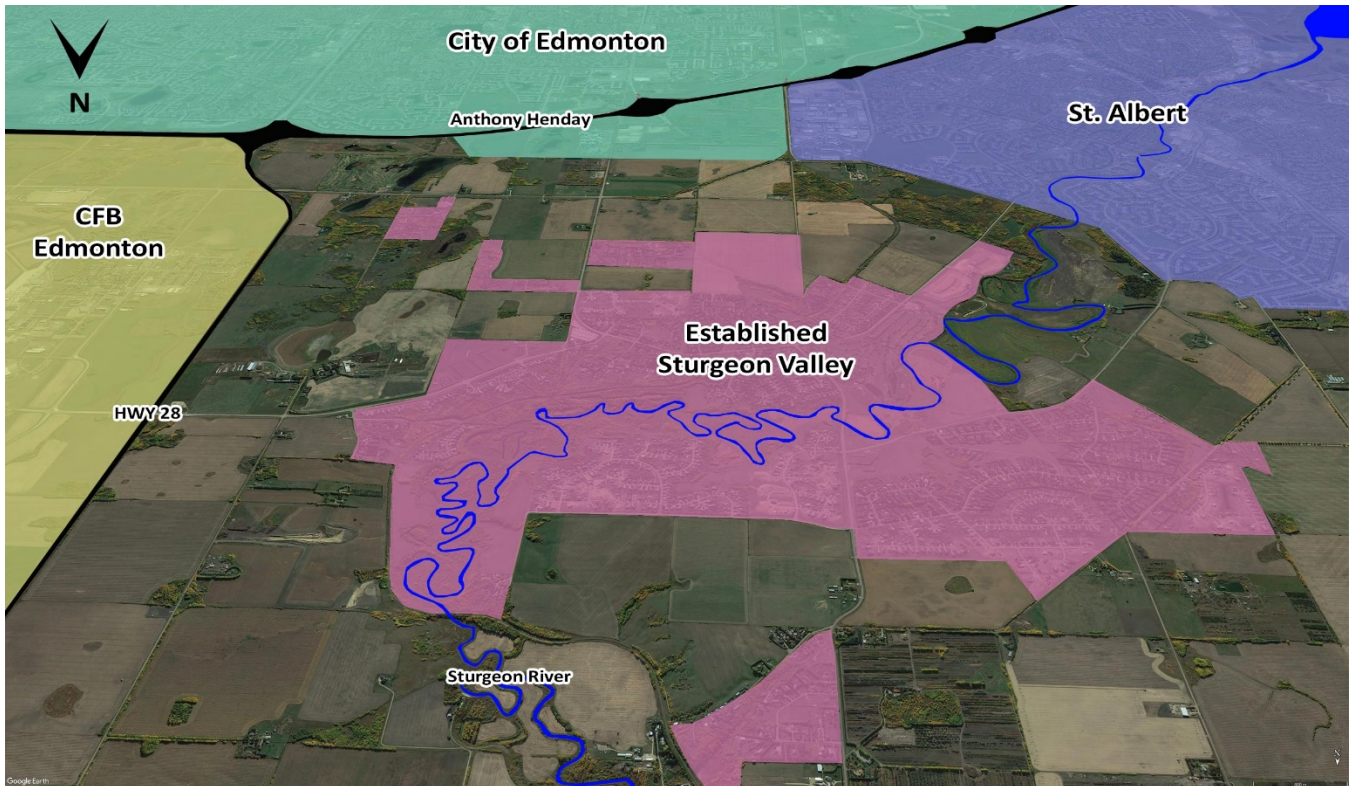 City of Edmonton
N
Anthony Henday
St. Albert
CFB
Edmonton
Established
Sturgeon Valley
HWY 28
Sturgeon River
Google Earth